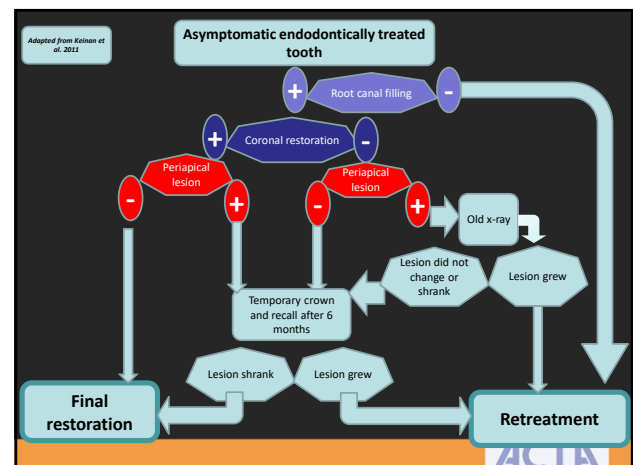 Adapted from Keinan et
al. 2011
Asymptomatic endodontically treated
tooth
+
Root canal filling
-
+
Coronal restoration
-
Periapical
lesion
-
+
Periapical
lesion
-
+
Old x-ray
Lesion did not
change or
shrank
Lesion grew
Temporary crown
and recall after 6
months
Lesion shrank
Lesion grew
Final
restoration
Retreatment
ACTA